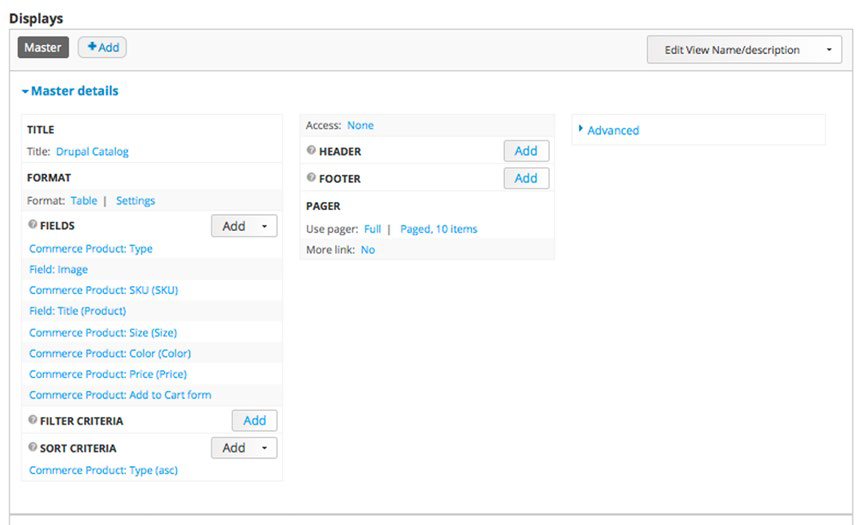 Displays
Master
+Add
Edit View Name/description
Master details
TITLE
Title: Drupal Catalog
FORMAT
Format: Table | Settings
FIELDS
Add
Commerce Product: Type
Field: Image
Commerce Product: SKU (SKU)
Field: Title (Product)
Commerce Product: Size (Size)
Commerce Product: Color (Color)
Commerce Product: Price (Price)
Commerce Product: Add to Cart form
FILTER CRITERIA
Add
SORT CRITERIA
Add
Commerce Product: Type (asc)
Access: None
HEADER
Add
FOOTER
Add
PAGER
Use pager: Full | Paged, 10 items
More link: No
Advanced